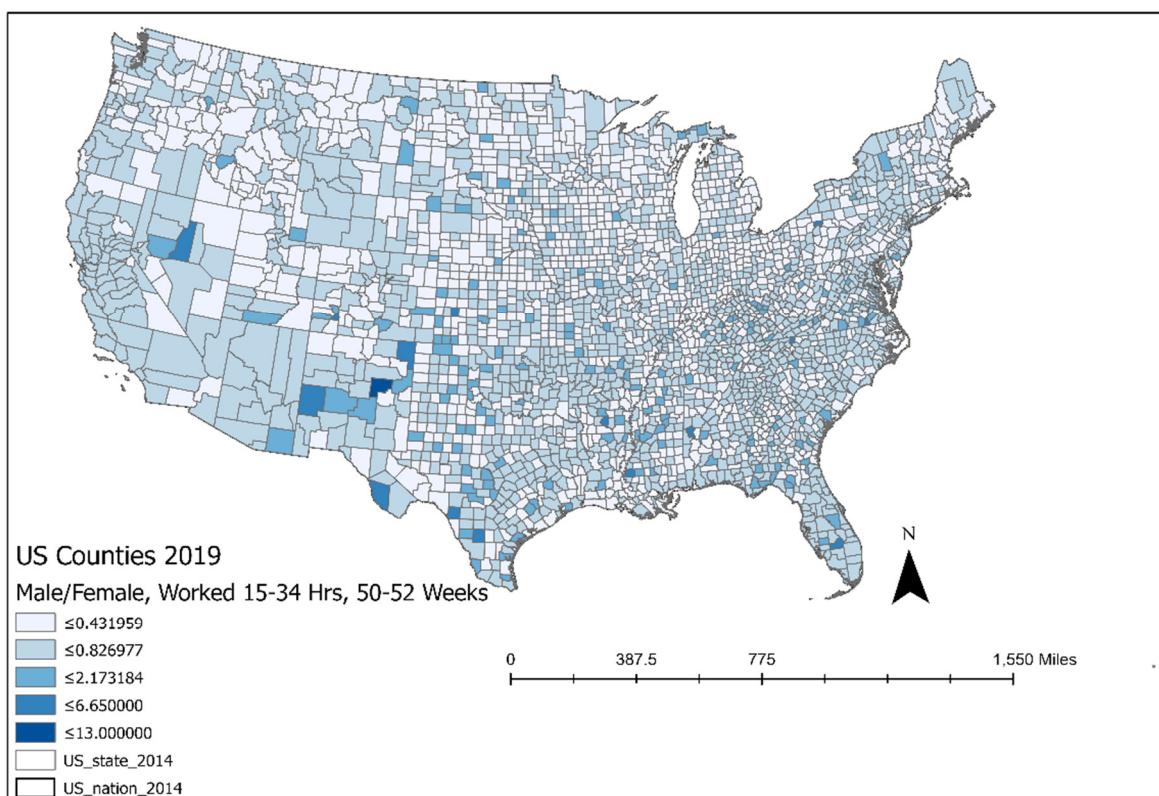 N
US Counties 2019
Male/Female, Worked 15-34 Hrs, 50-52 Weeks
≤0.431959
≤0.826977
≤2.173184
≤6.650000
≤13.000000
US_state_2014
US_nation_2014
0 387.5 775 1,550 Miles